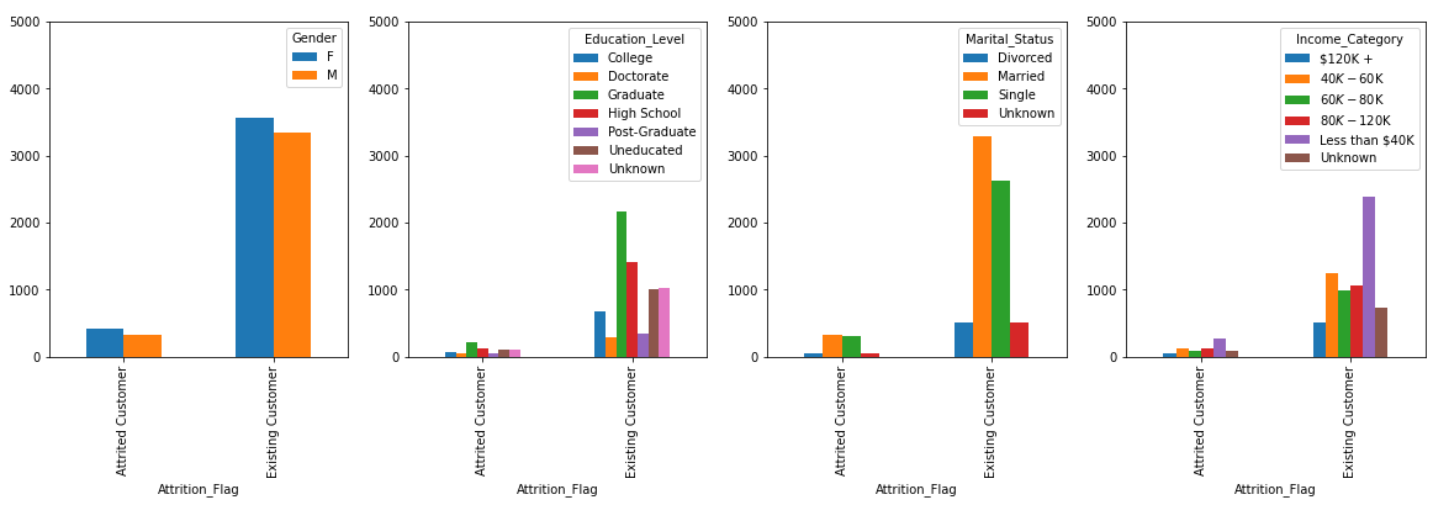 5000
4000
3000
2000
1000
0
Gender
F
M
Attrited Customer
Existing Customer
Attrition_Flag
5000
4000
3000
2000
1000
0
Education_Level
College
Doctorate
Graduate
High School
Post-Graduate
Uneducated
Unknown
Attrited Customer
Existing Customer
Attrition_Flag
5000
4000
3000
2000
1000
0
Marital_Status
Divorced
Married
Single
Unknown
Attrited Customer
Existing Customer
Attrition_Flag
5000
4000
3000
2000
1000
0
Income_Category
$120K +
40K − 60K
60K − 80K
80K − 120K
Less than $40K
Unknown
Attrited Customer
Existing Customer
Attrition_Flag